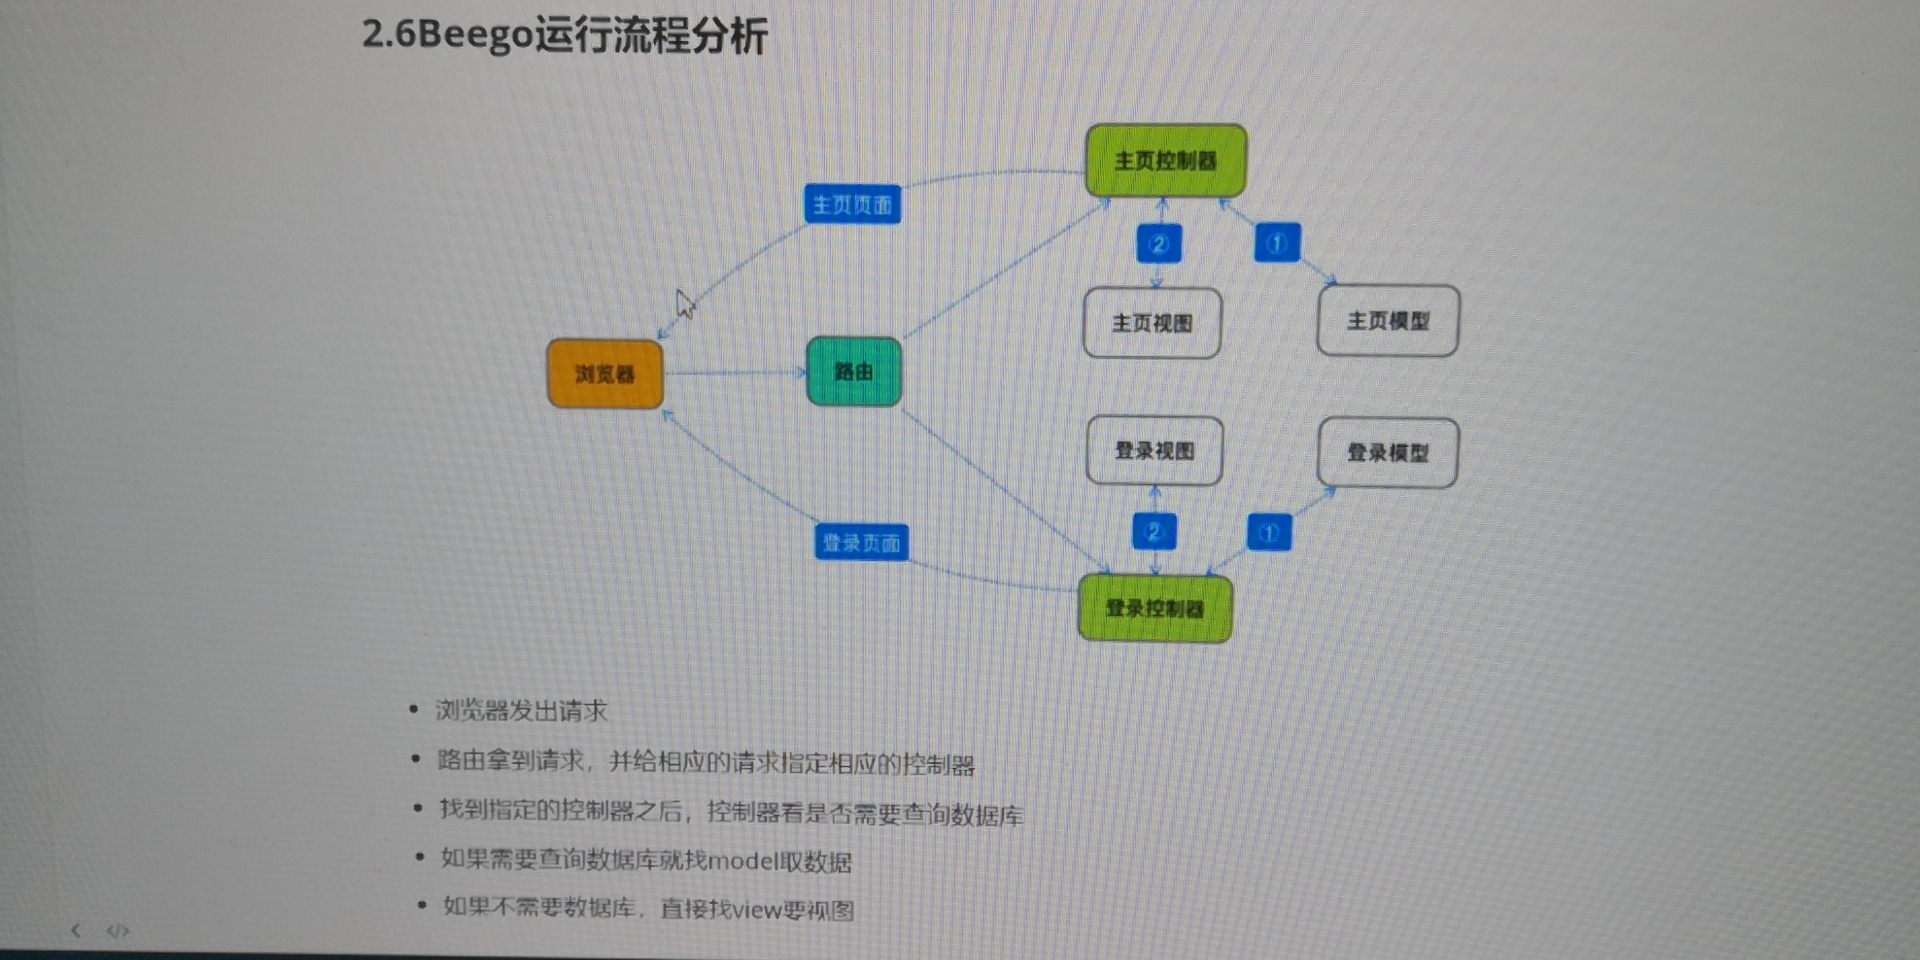 2.6Beego运行流程分析
主页控制器
主页页面
② ①
主页视图 主页模型
浏览器 路由
登录视图 登录模型
② ①
登录页面
登录控制器
浏览器发出请求
路由拿到请求，并给相应的请求指定相应的控制器
找到指定的控制器之后，控制器看是否需要查询数据库
如果需要查询数据库就找model取数据
如果不需要数据库，直接找view要视图